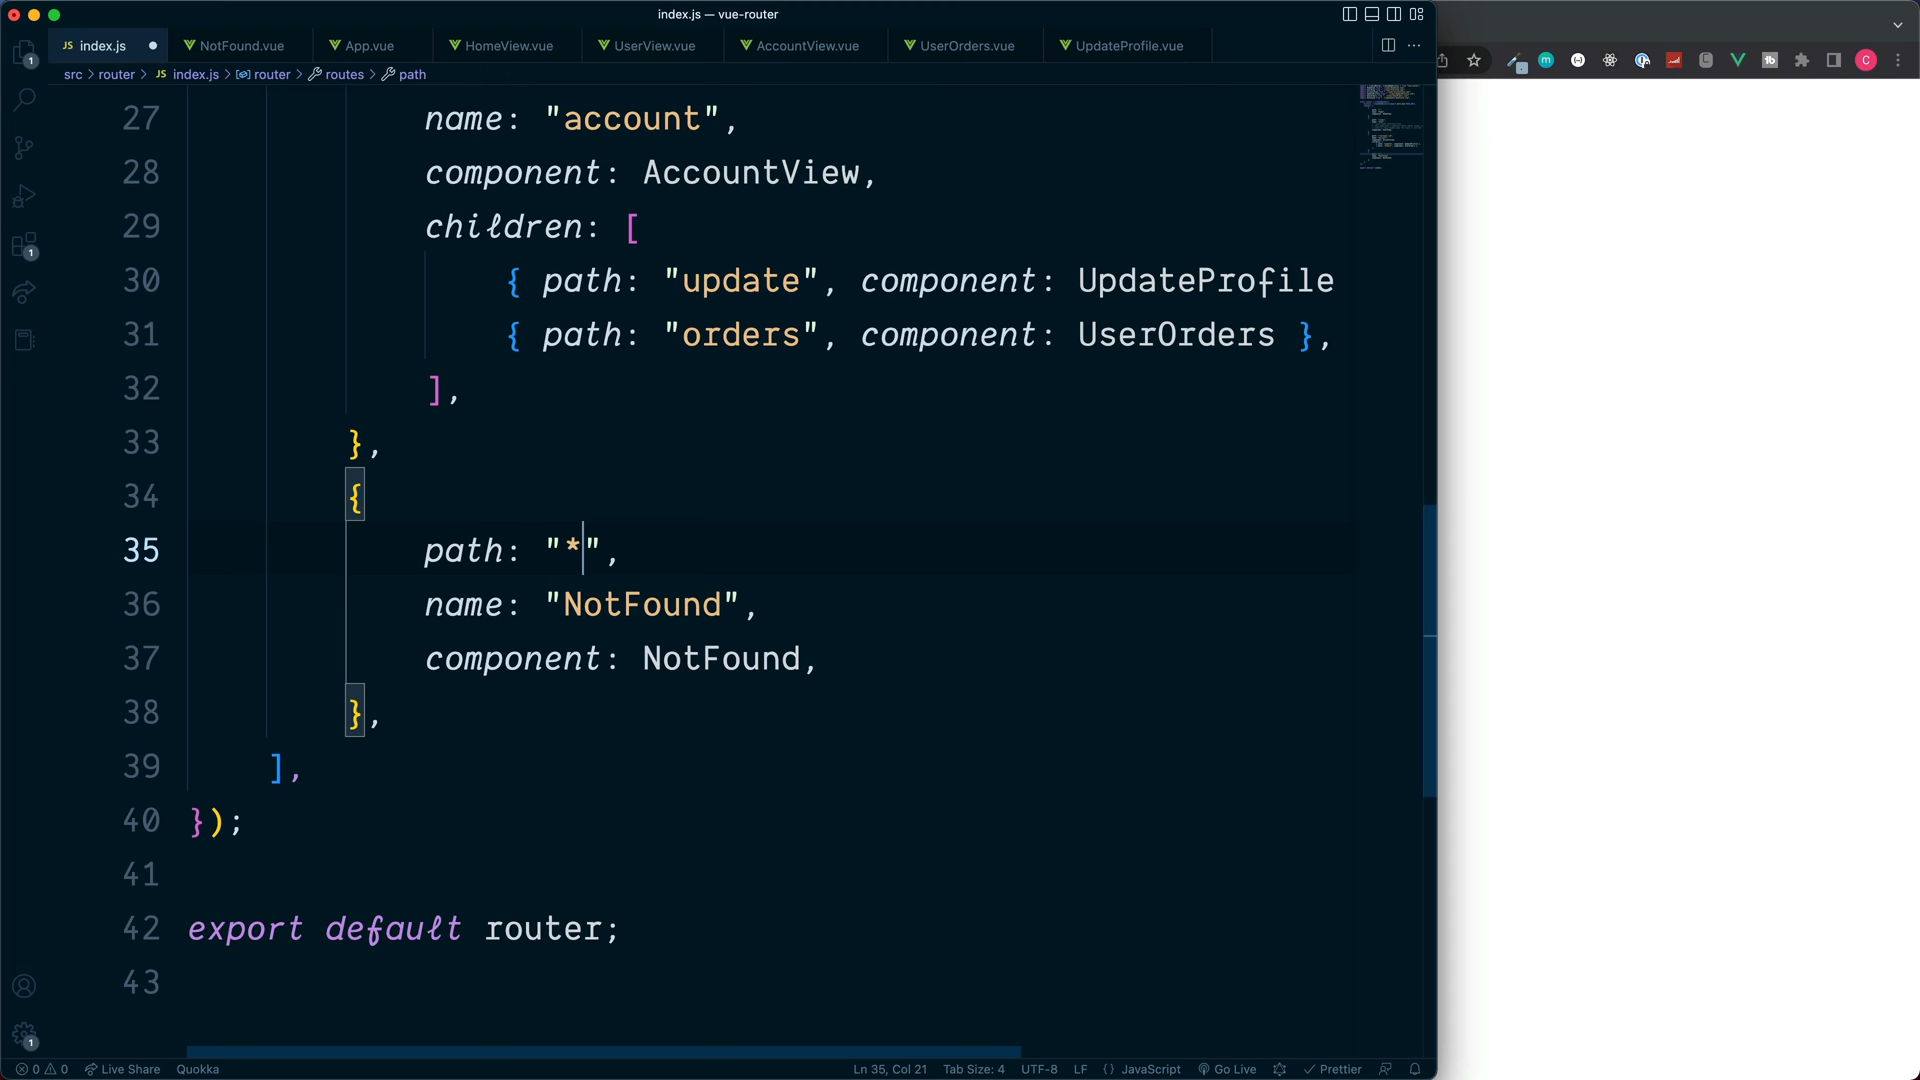 index.js — vue-router
JS index.js NotFound.vue App.vue HomeView.vue UserView.vue AccountView.vue UserOrders.vue UpdateProfile.vue
src > router > JS index.js > router > routes > path
27 name: "account",
28 component: AccountView,
29 children: [
30 { path: "update", component: UpdateProfile
31 { path: "orders", component: UserOrders },
32 ],
33 },
34 {
35 path: "*",
36 name: "NotFound",
37 component: NotFound,
38 },
39 ],
40 });
41
42 export default router;
43
0 0 Live Share Quokka Ln 35, Col 21 Tab Size: 4 UTF-8 LF {} JavaScript Go Live Prettier